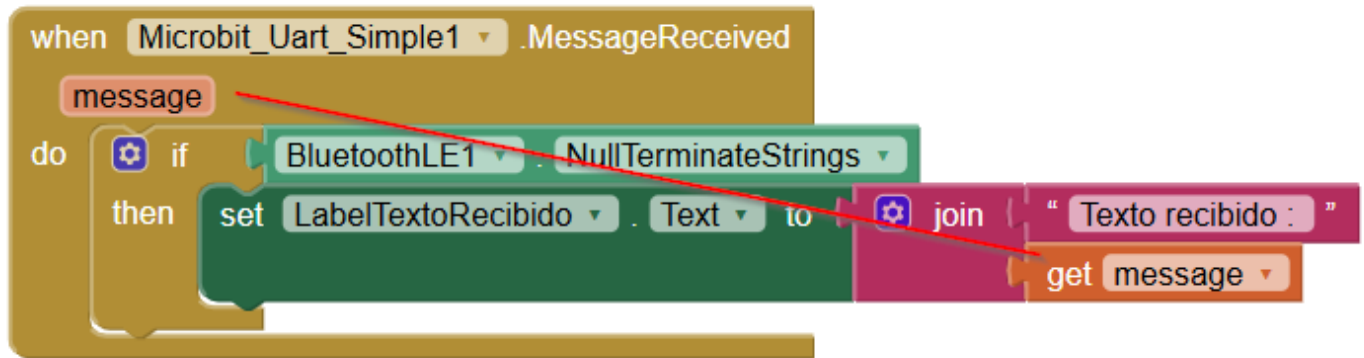 when Microbit_Uart_Simple1 .MessageReceived
message
do if BluetoothLE1 . NullTerminateStrings
then set LabelTextoRecibido . Text to join “ Texto recibido : ”
get message